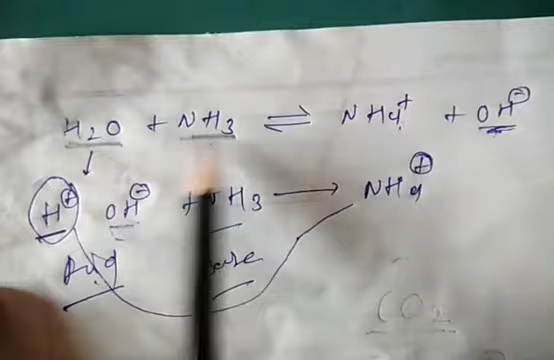 H2O + NH3 ⇌ NH4+ + OH⊖
↓
H⊕ OH⊖ + NH3 → NH4⊕
CO2